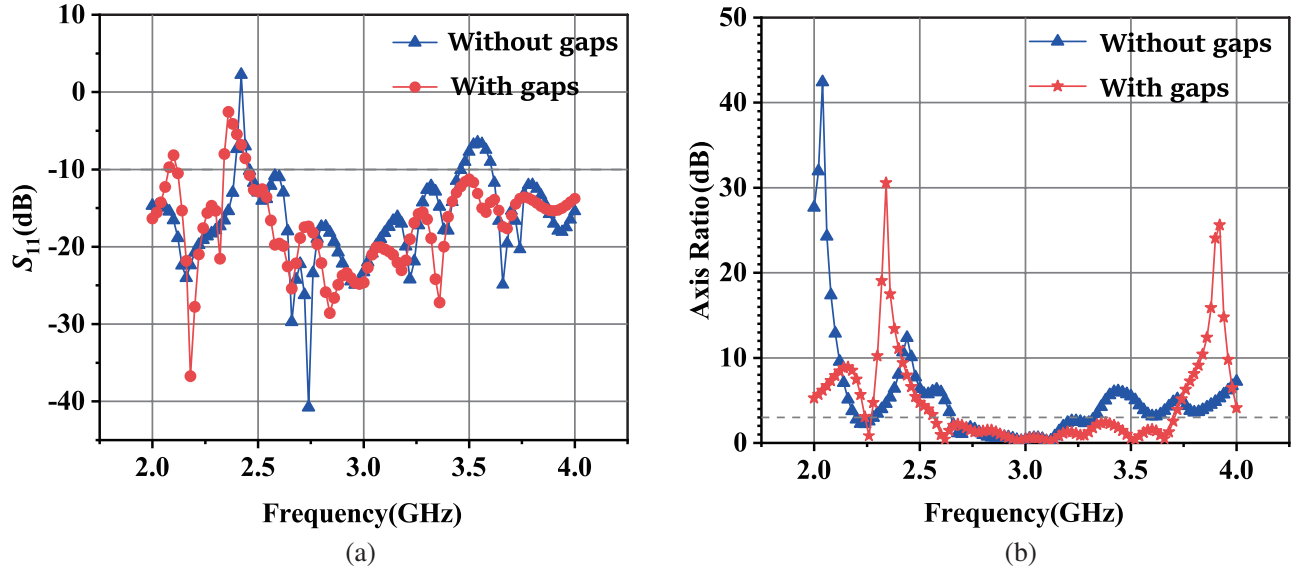 10
0
-10
-20
-30
-40
S11(dB)
Without gaps
With gaps
2.0 2.5 3.0 3.5 4.0
Frequency(GHz)
(a)
50
40
30
20
10
0
Axis Ratio(dB)
Without gaps
With gaps
2.0 2.5 3.0 3.5 4.0
Frequency(GHz)
(b)